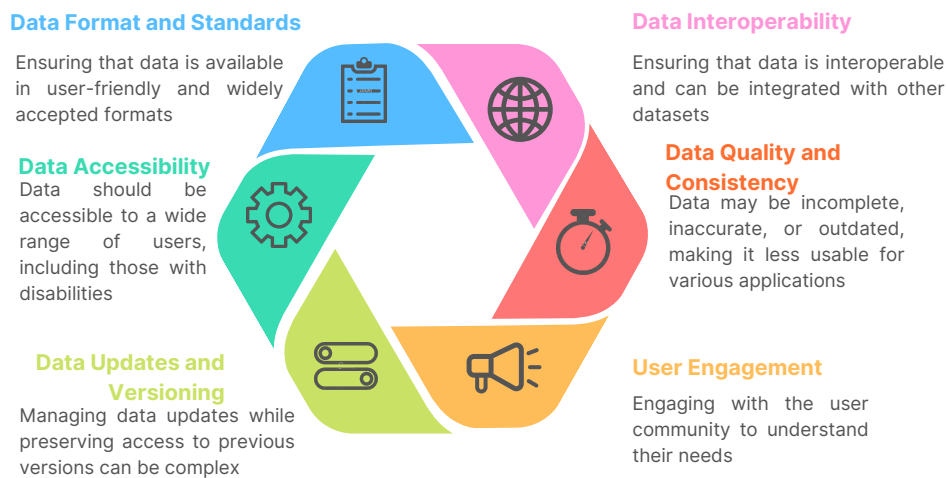 Data Format and Standards
Ensuring that data is available
in user-friendly and widely
accepted formats
Data Accessibility
Data should be
accessible to a wide
range of users,
including those with
disabilities
Data Updates and
Versioning
Managing data updates while
preserving access to previous
versions can be complex
Data Interoperability
Ensuring that data is interoperable
and can be integrated with other
datasets
Data Quality and
Consistency
Data may be incomplete,
inaccurate, or outdated,
making it less usable for
various applications
User Engagement
Engaging with the user
community to understand
their needs